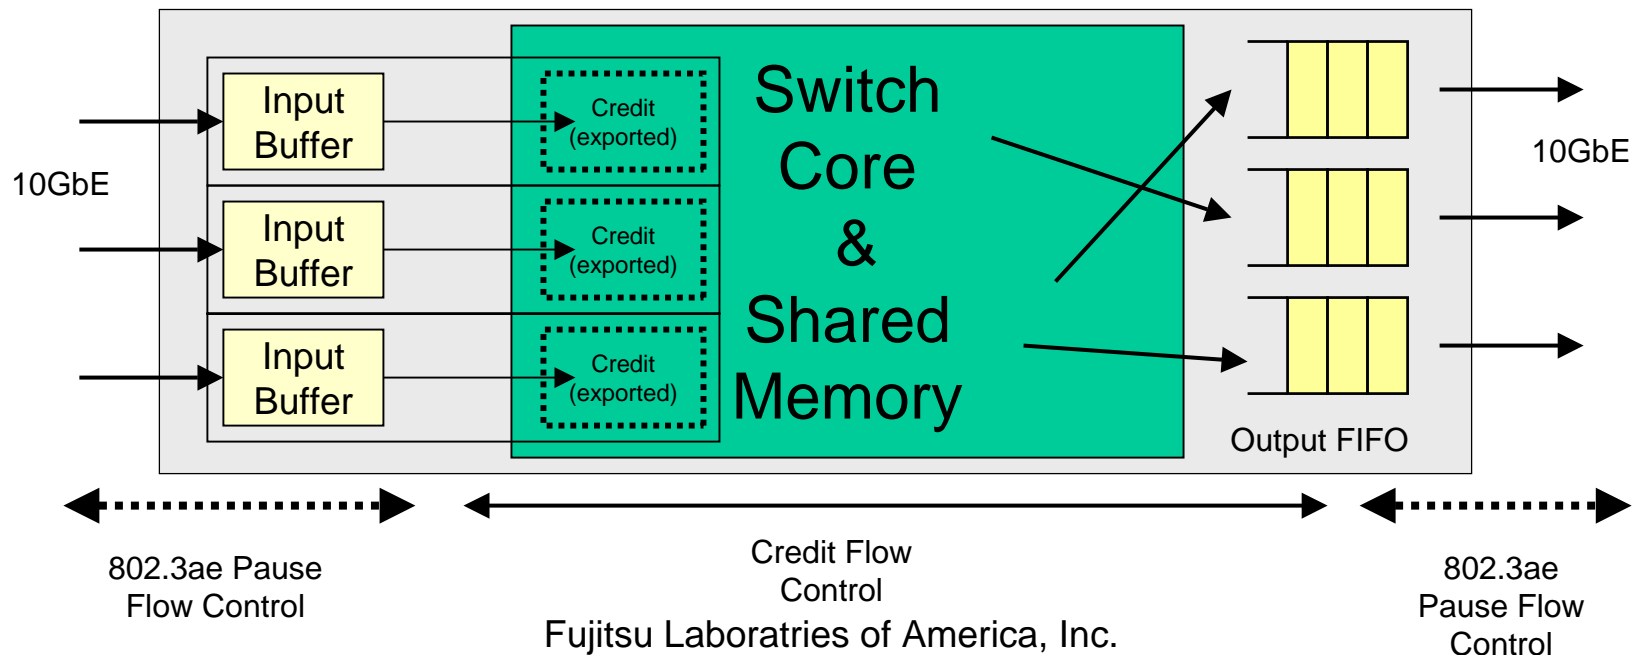 10GbE
Input
Buffer
Credit
(exported)
Input
Buffer
Credit
(exported)
Input
Buffer
Credit
(exported)
Switch
Core
&
Shared
Memory
10GbE
Output FIFO
802.3ae Pause
Flow Control
Credit Flow
Control
802.3ae
Pause Flow
Control
Fujitsu Laboratries of America, Inc.